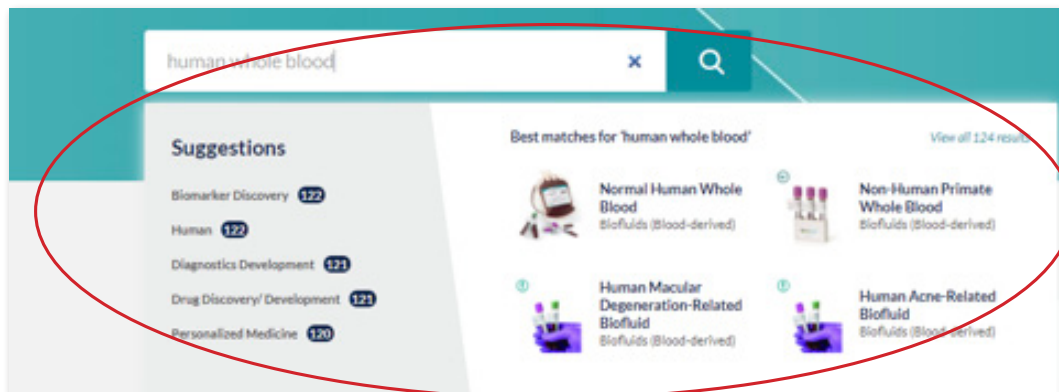 human whole blood
Suggestions
Biomarker Discovery 122
Human 122
Diagnostics Development 121
Drug Discovery/ Development 121
Personalized Medicine 120
Best matches for 'human whole blood'
View all 124 results
Normal Human Whole
Blood
Biofluids (Blood-derived)
Non-Human Primate
Whole Blood
Biofluids (Blood-derived)
Human Macular
Degeneration-Related
Biofluid
Biofluids (Blood-derived)
Human Acne-Related
Biofluid
Biofluids (Blood-derived)